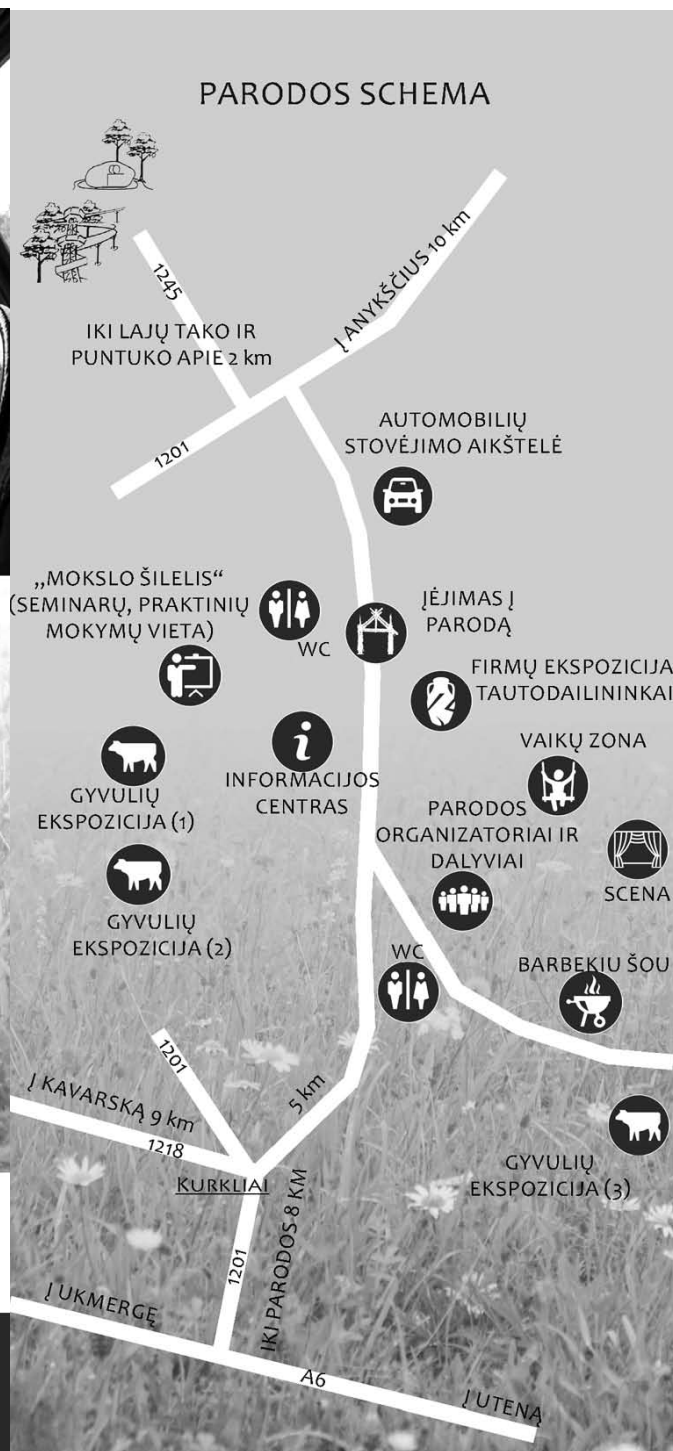 PARODOS SCHEMA
1245
IKI LAJŲ TAKO IR
PUNTUKO APIE 2 km
Į ANYKŠČIUS 10 km
1201
AUTOMOBILIŲ
STOVĖJIMO AIKŠTELĖ
„MOKSLO ŠILELIS“
(SEMINARŲ, PRAKTINIŲ
MOKYMŲ VIETA)
WC
ĮĖJIMAS Į
PARODĄ
FIRMŲ EKSPOZICIJA
TAUTODAILININKAI
VAIKŲ ZONA
INFORMACIJOS
CENTRAS
GYVULIŲ
EKSPOZICIJA (1)
PARODOS
ORGANIZATORIAI IR
DALYVIAI
SCENA
GYVULIŲ
EKSPOZICIJA (2)
WC
BARBEKIU ŠOU
1201
5 km
Į KAVARSKĄ 9 km
1218
KURKLIAI
GYVULIŲ
EKSPOZICIJA (3)
1201
IKI PARODOS 8 KM
Į UKMERGĘ
A6
Į UTENĄ